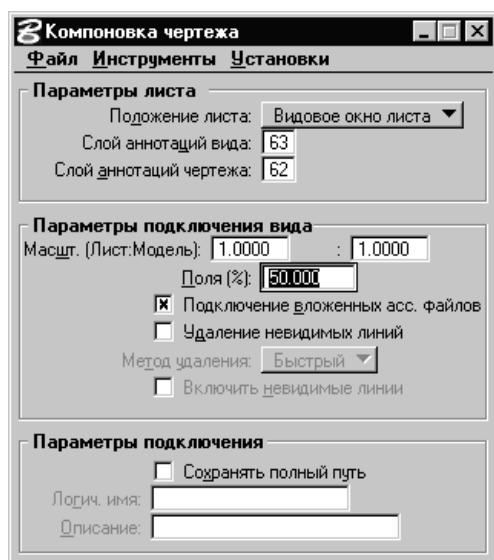 Компоновка чертежа
Файл Инструменты Установки
Параметры листа
Положение листа: Видовое окно листа
Слой аннотаций вида: 63
Слой аннотаций чертежа: 62
Параметры подключения вида
Масшт. (Лист:Модель): 1.0000 : 1.0000
Поля (%): 50.000
Подключение вложенных асс. файлов
Удаление невидимых линий
Метод удаления: Быстрый
Включить невидимые линии
Параметры подключения
Сохранять полный путь
Логич. имя:
Описание: